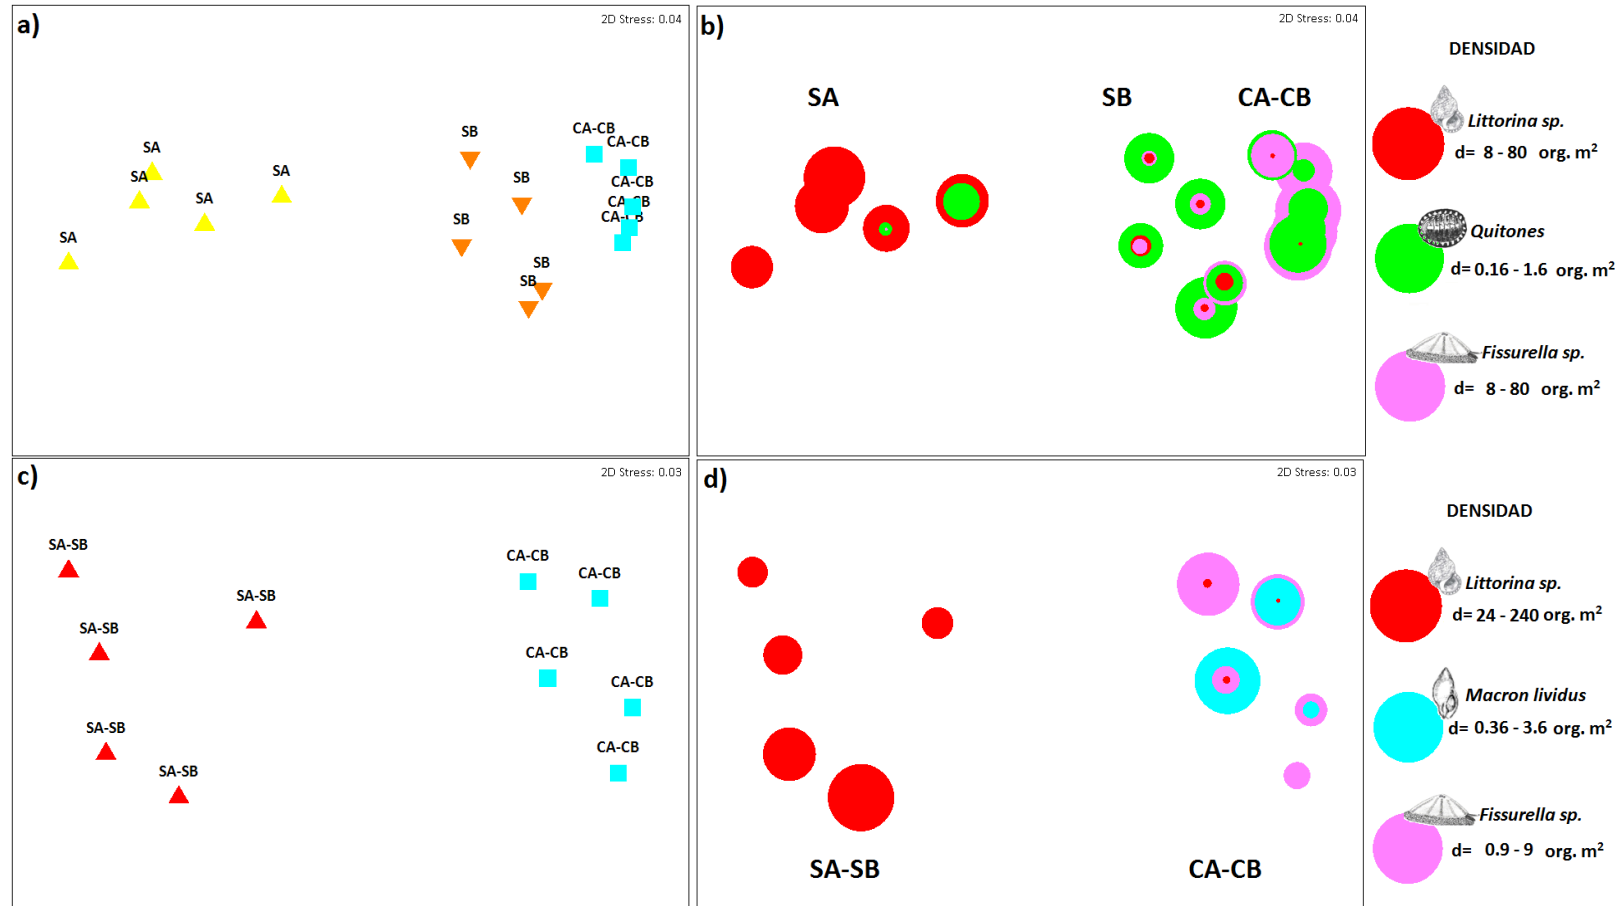 a)
2D Stress: 0.04
SA
SA
SA
SA
SA
SB
SB
SB
SB
SB
CA-CB
CA-CB
CA-CB
CA-CB
CA-CB
b)
2D Stress: 0.04
SA
SB
CA-CB
DENSIDAD
Littorina sp.
d= 8 - 80 org. m²
Quitones
d= 0.16 - 1.6 org. m²
Fissurella sp.
d= 8 - 80 org. m²
c)
2D Stress: 0.03
SA-SB
SA-SB
SA-SB
SA-SB
SA-SB
CA-CB
CA-CB
CA-CB
CA-CB
CA-CB
d)
2D Stress: 0.03
SA-SB
CA-CB
DENSIDAD
Littorina sp.
d= 24 - 240 org. m²
Macron lividus
d= 0.36 - 3.6 org. m²
Fissurella sp.
d= 0.9 - 9 org. m²